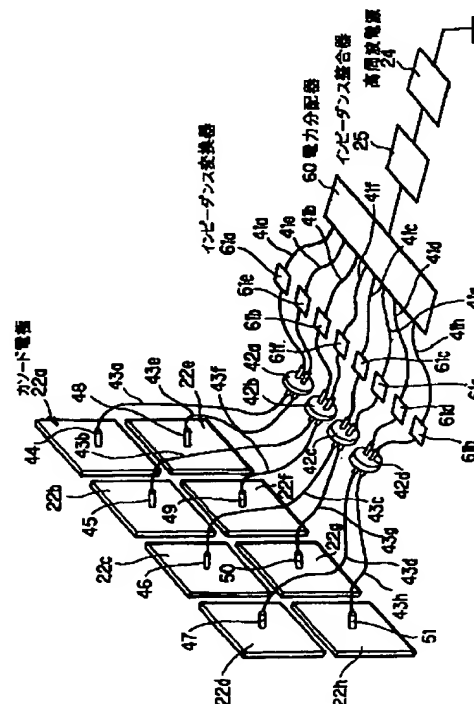 カソード電極
22a
44
48
43a
43e
43b
22e
43f
22b
45
49
22f
22c
46
50
22g
43c
43g
43d
43h
22d
47
51
22h
インピーダンス変換器
61a
61e
61b
61f
61c
61d
61h
42a
42b
42c
42d
41a
41e
41b
41f
41c
41d
41h
60 電力分配器
インピーダンス整合器
25
高周波電源
24